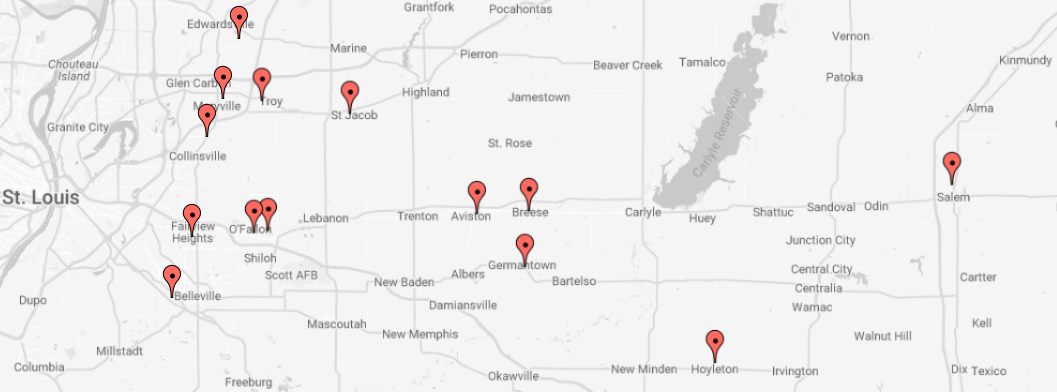 Grantfork
Pocahontas
Edwardsville
Vernon
Marine
Pierron
Chouteau
Island
Beaver Creek
Tamalco
Kinmundy
Glen Carbon
Patoka
Troy
Highland
Jamestown
Maryville
Alma
St Jacob
Granite City
Carlyle Reservoir
St. Rose
Collinsville
St. Louis
Salem
Sandoval
Odin
Lebanon
Trenton
Aviston
Breese
Carlyle
Huey
Shattuc
Fairview
Heights
O'Fallon
Junction City
Shiloh
Germantown
Scott AFB
Albers
Central City
Cartter
New Baden
Bartelso
Centralia
Belleville
Dupo
Damiansville
Wamac
Mascoutah
Kell
New Memphis
Walnut Hill
Millstadt
Columbia
New Minden
Hoyleton
Irvington
Dix
Texico
Okawville
Freeburg